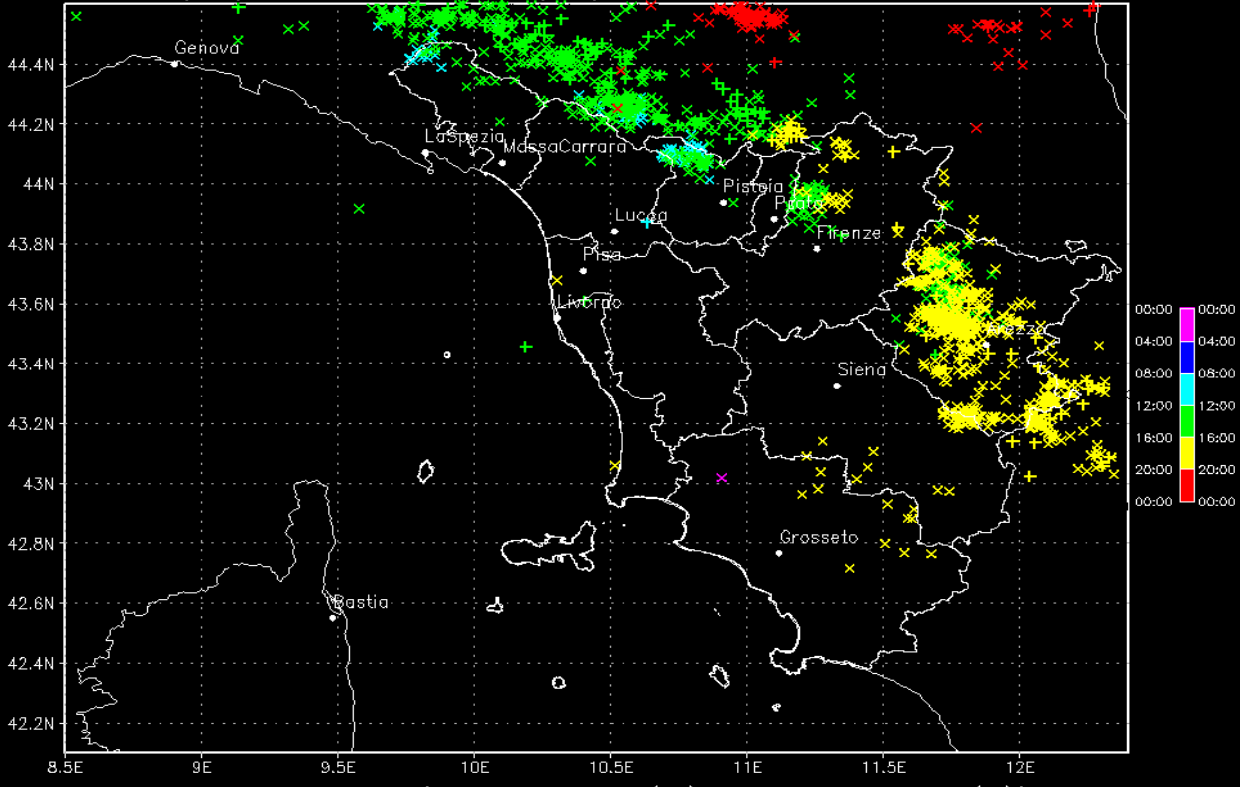 Genova
44.4N
44.2N
LaSpezia
MassaCarrara
44N
Pistoia
Prato
Lucca
43.8N
Firenze
Pisa
43.6N
Livorno
Arezzo
43.4N
Siena
43.2N
43N
42.8N
Grosseto
42.6N
Bastia
42.4N
42.2N
8.5E 9E 9.5E 10E 10.5E 11E 11.5E 12E
00:00 00:00
04:00 04:00
08:00 08:00
12:00 12:00
16:00 16:00
20:00 20:00
00:00 00:00